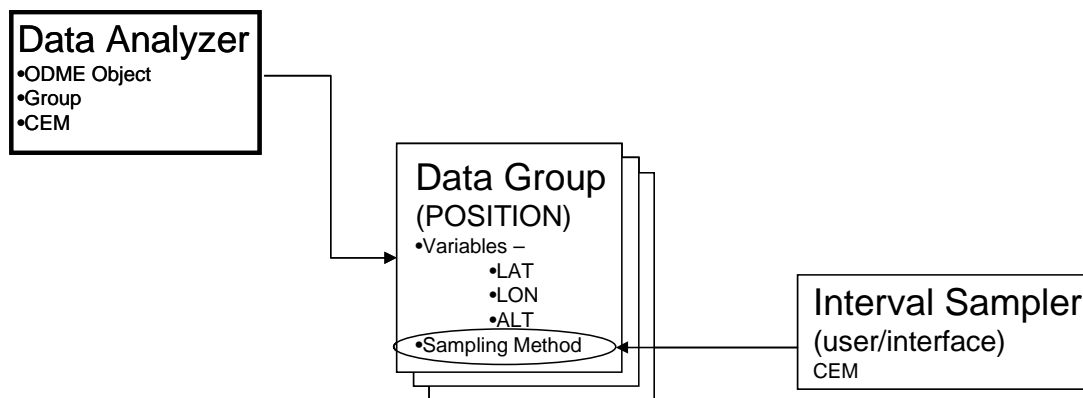 Data Analyzer
•ODME Object
•Group
•CEM
Data Group
(POSITION)
•Variables –
•LAT
•LON
•ALT
•Sampling Method
Interval Sampler
(user/interface)
CEM